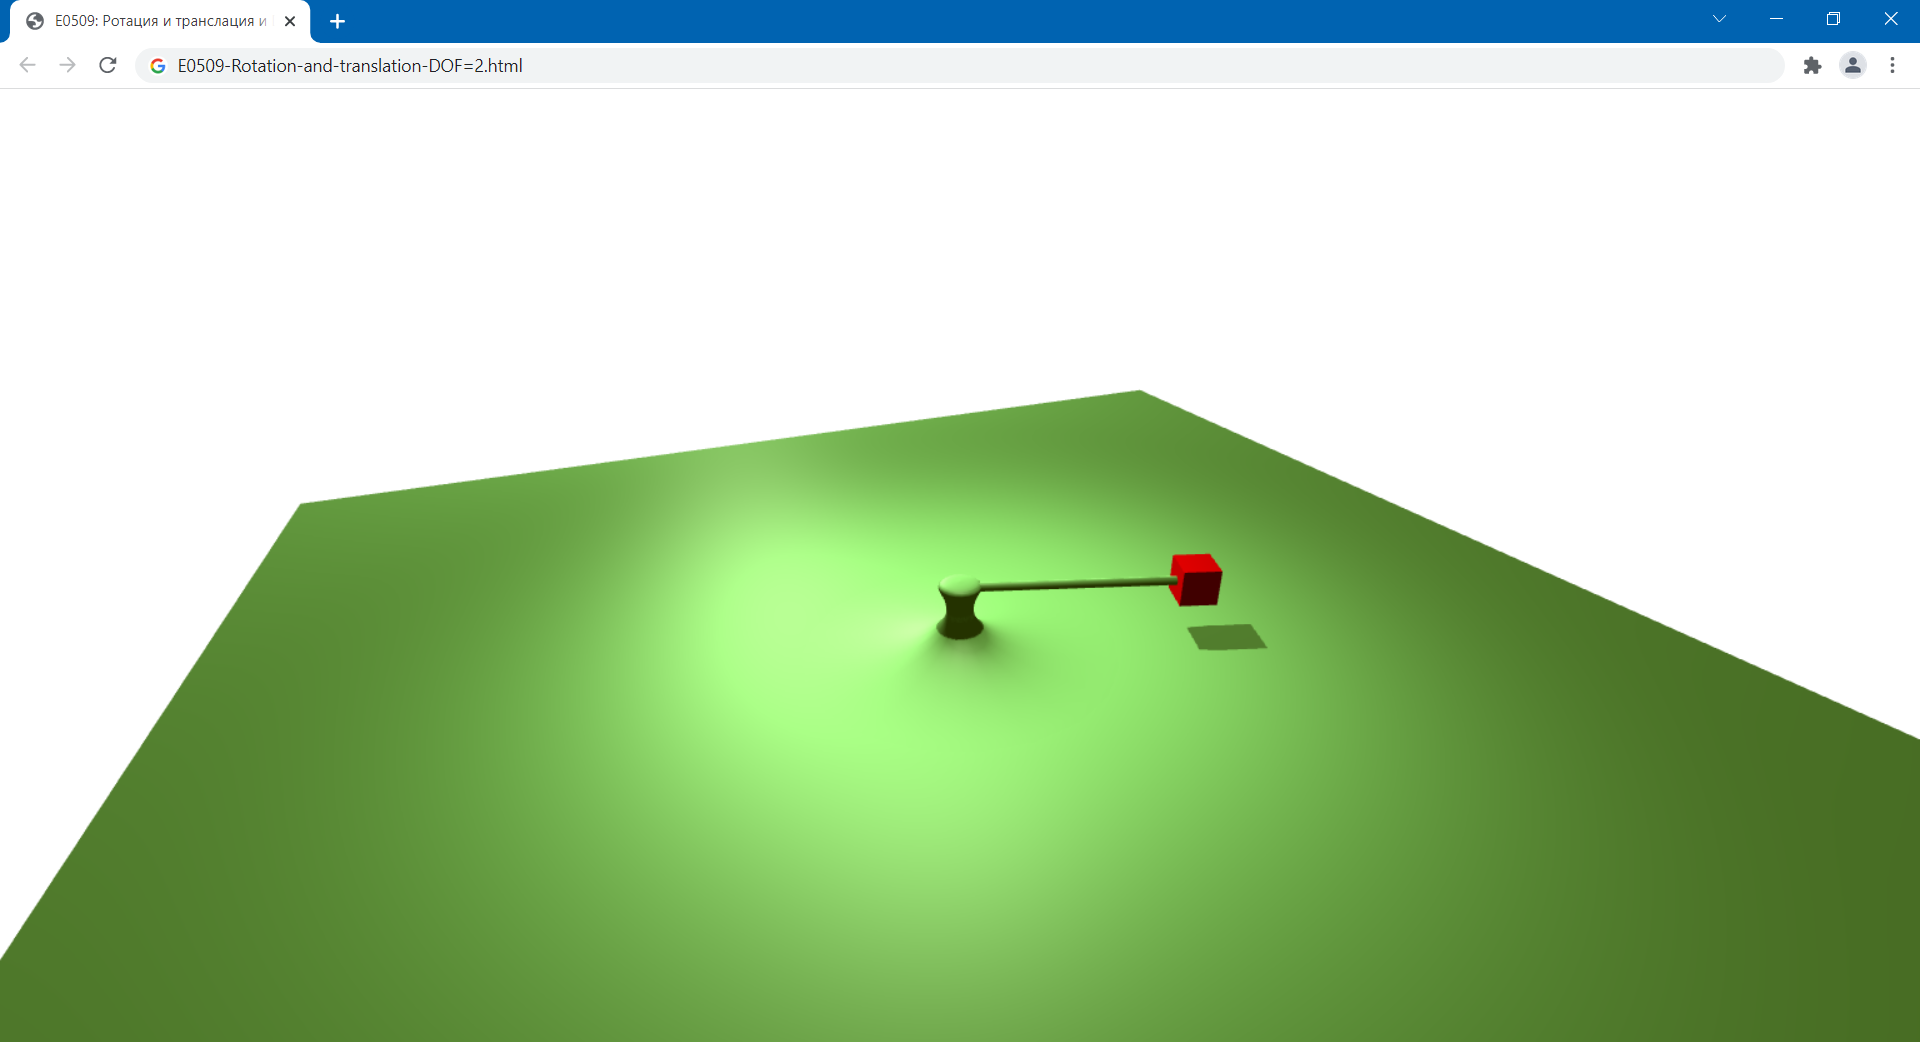 E0509: Ротация и транслация и
E0509-Rotation-and-translation-DOF=2.html